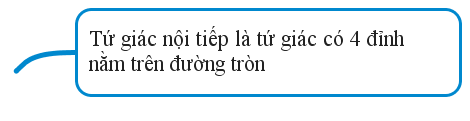 Tứ giác nội tiếp là tứ giác có 4 đỉnh
nằm trên đường tròn